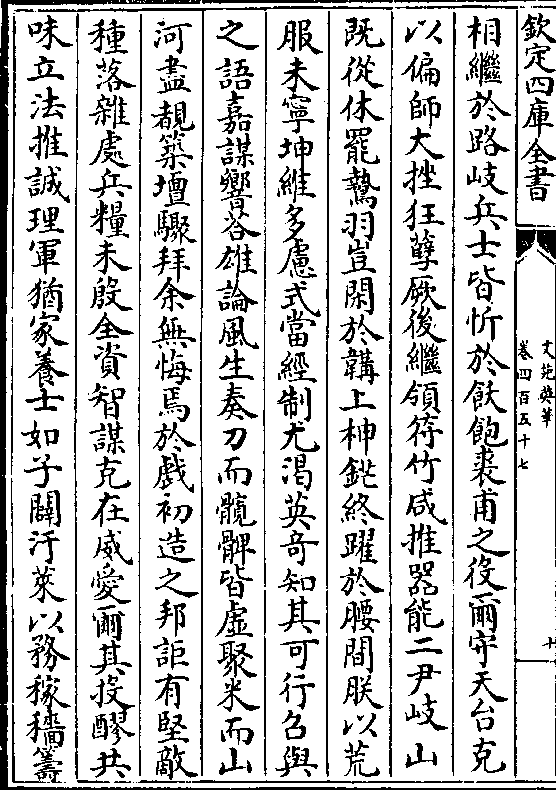 欽定四庫全書
文苑英華
卷四百五十七
十
相繼於路岐兵士皆忻於飫飽裘甫之役爾守天台克
以偏師大挫狂孽厥後繼領符竹咸推器能二尹岐山
既從休罷鷙羽豈閑於韝上柙鋩終躍於腰間朕以荒
服未寧坤維多慮式當經制尤渴英奇知其可行召與
之語嘉謀響荅雄論風生奏刀而髖髀皆虛聚米而山
河盡覩築壇驟拜余無悔焉於戲初造之邦詎有堅敵
種落雜處兵糧未殷全資智謀克在威愛爾其投醪共
味立法推誠理軍猶家養士如子闢汙萊以務稼穡籌